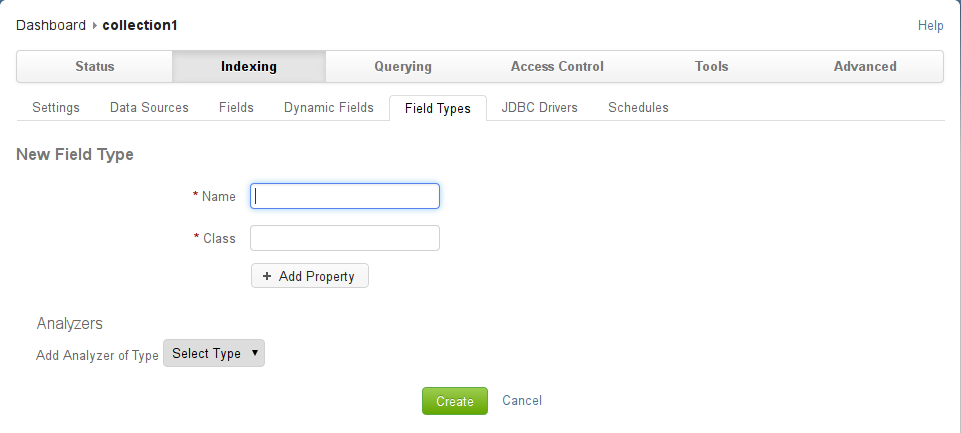 Dashboard ▸ collection1 Help
Status Indexing Querying Access Control Tools Advanced
Settings Data Sources Fields Dynamic Fields Field Types JDBC Drivers Schedules
New Field Type
* Name
* Class
+ Add Property
Analyzers
Add Analyzer of Type Select Type ▼
Create Cancel